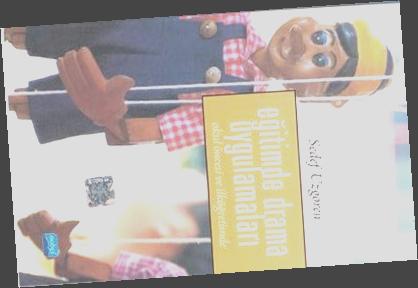 Sedef Üzgören
eğitimde drama
uygulamaları
okul öncesi ve ilköğretimde